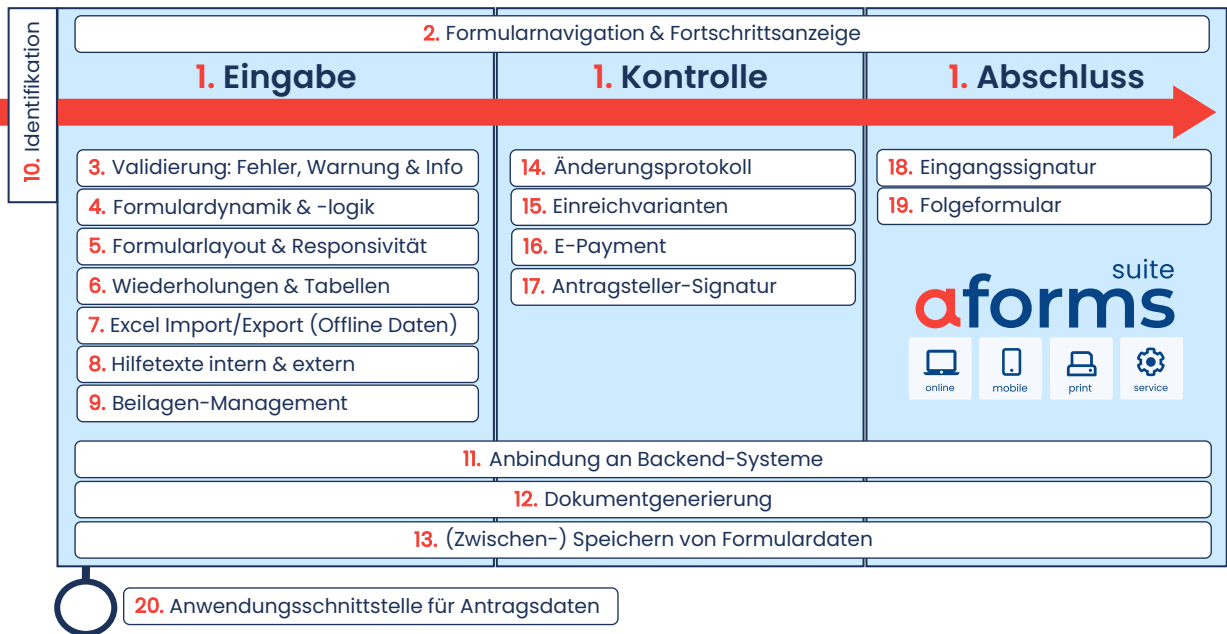 10. Identifikation
2. Formularnavigation & Fortschrittsanzeige
1. Eingabe
1. Kontrolle
1. Abschluss
3. Validierung: Fehler, Warnung & Info
4. Formulardynamik & -logik
5. Formularlayout & Responsivität
6. Wiederholungen & Tabellen
7. Excel Import/Export (Offline Daten)
8. Hilfetexte intern & extern
9. Beilagen-Management
14. Änderungsprotokoll
15. Einreichvarianten
16. E-Payment
17. Antragsteller-Signatur
18. Eingangssignatur
19. Folgeformular
suite
aforms
online
mobile
print
service
11. Anbindung an Backend-Systeme
12. Dokumentgenerierung
13. (Zwischen-) Speichern von Formulardaten
20. Anwendungsschnittstelle für Antragsdaten